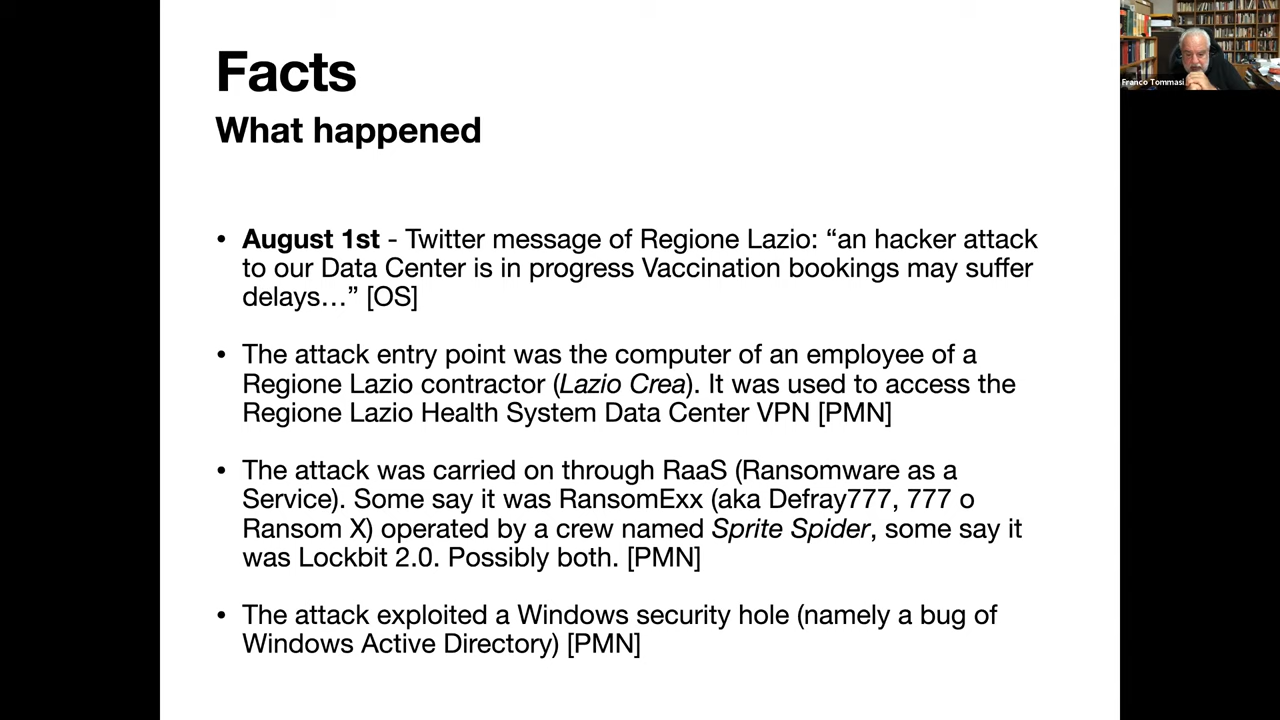 Facts
What happened
• August 1st - Twitter message of Regione Lazio: “an hacker attack
to our Data Center is in progress Vaccination bookings may suffer
delays…” [OS]
• The attack entry point was the computer of an employee of a
Regione Lazio contractor (Lazio Crea). It was used to access the
Regione Lazio Health System Data Center VPN [PMN]
• The attack was carried on through RaaS (Ransomware as a
Service). Some say it was RansomExx (aka Defray777, 777 o
Ransom X) operated by a crew named Sprite Spider, some say it
was Lockbit 2.0. Possibly both. [PMN]
• The attack exploited a Windows security hole (namely a bug of
Windows Active Directory) [PMN]
Franco Tommasi